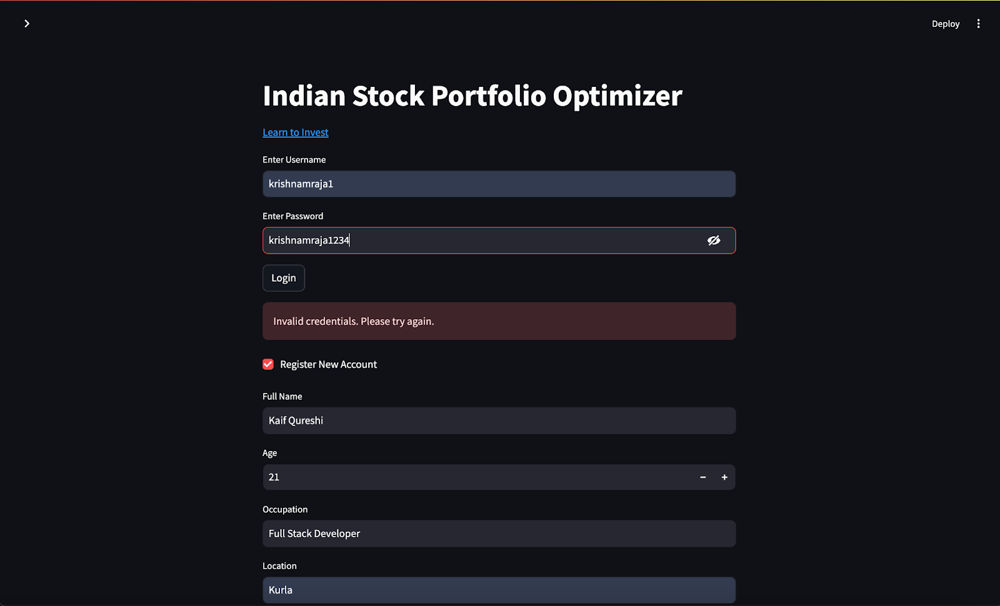 Deploy
Indian Stock Portfolio Optimizer
Learn to Invest
Enter Username
krishnamraja1
Enter Password
krishnamraja1234
Login
Invalid credentials. Please try again.
Register New Account
Full Name
Kaif Qureshi
Age
21
Occupation
Full Stack Developer
Location
Kurla